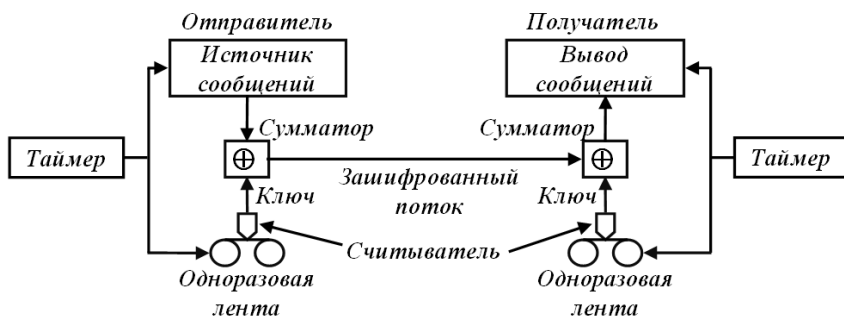 Отправитель
Получатель
Источник
сообщений
Вывод
сообщений
Сумматор
Сумматор
Таймер
Таймер
Зашифрованный
поток
Ключ
Ключ
Считыватель
Одноразовая
лента
Одноразовая
лента